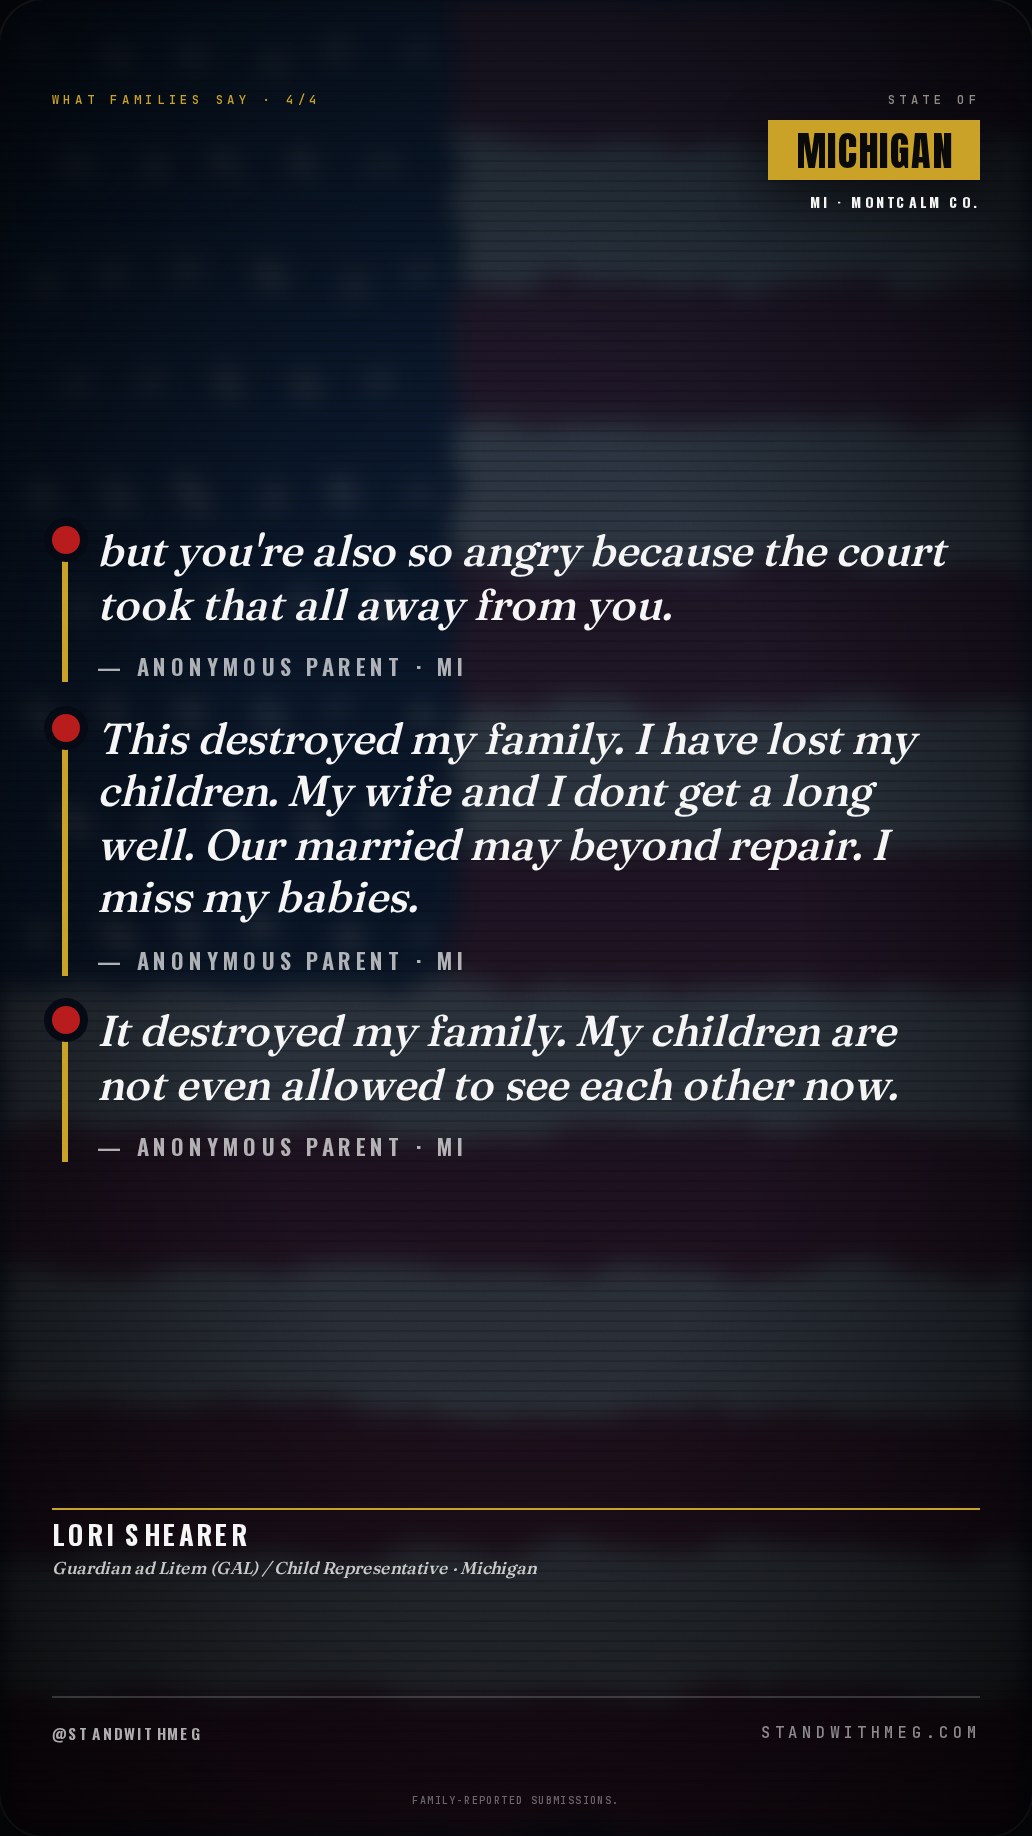 WHAT FAMILIES SAY · 4/4
STATE OF
MICHIGAN
MI · MONTCALM CO.
but you're also so angry because the court
took that all away from you.
— ANONYMOUS PARENT · MI
This destroyed my family. I have lost my
children. My wife and I dont get a long
well. Our married may beyond repair. I
miss my babies.
— ANONYMOUS PARENT · MI
It destroyed my family. My children are
not even allowed to see each other now.
— ANONYMOUS PARENT · MI
LORI SHEARER
Guardian ad Litem (GAL) / Child Representative · Michigan
@STANDWITHMEG
STANDWITHMEG.COM
FAMILY-REPORTED SUBMISSIONS.